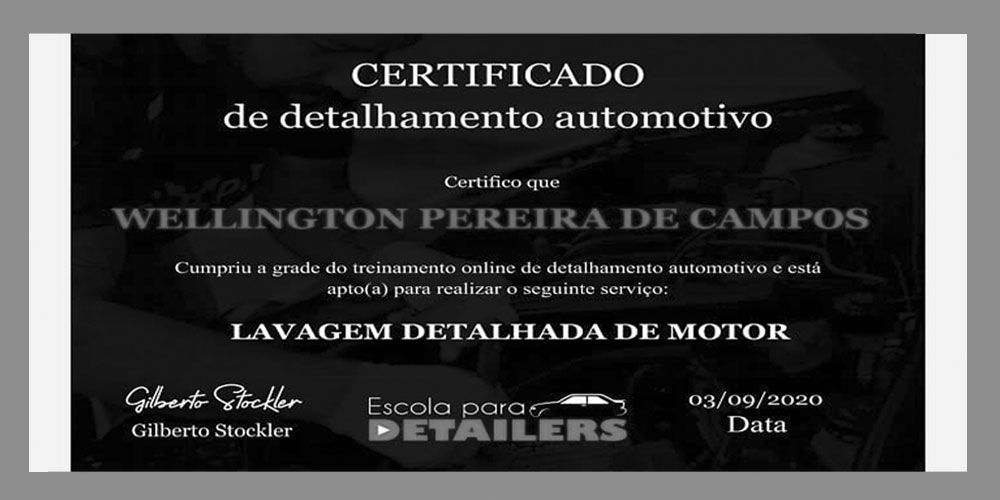 CERTIFICADO
de detalhamento automotivo
Certifico que
WELLINGTON PEREIRA DE CAMPOS
Cumpriu a grade do treinamento online de detalhamento automotivo e está
apto(a) para realizar o seguinte serviço:
LAVAGEM DETALHADA DE MOTOR
Gilberto Stockler
Gilberto Stockler
Escola para
DETAILERS
03/09/2020
Data